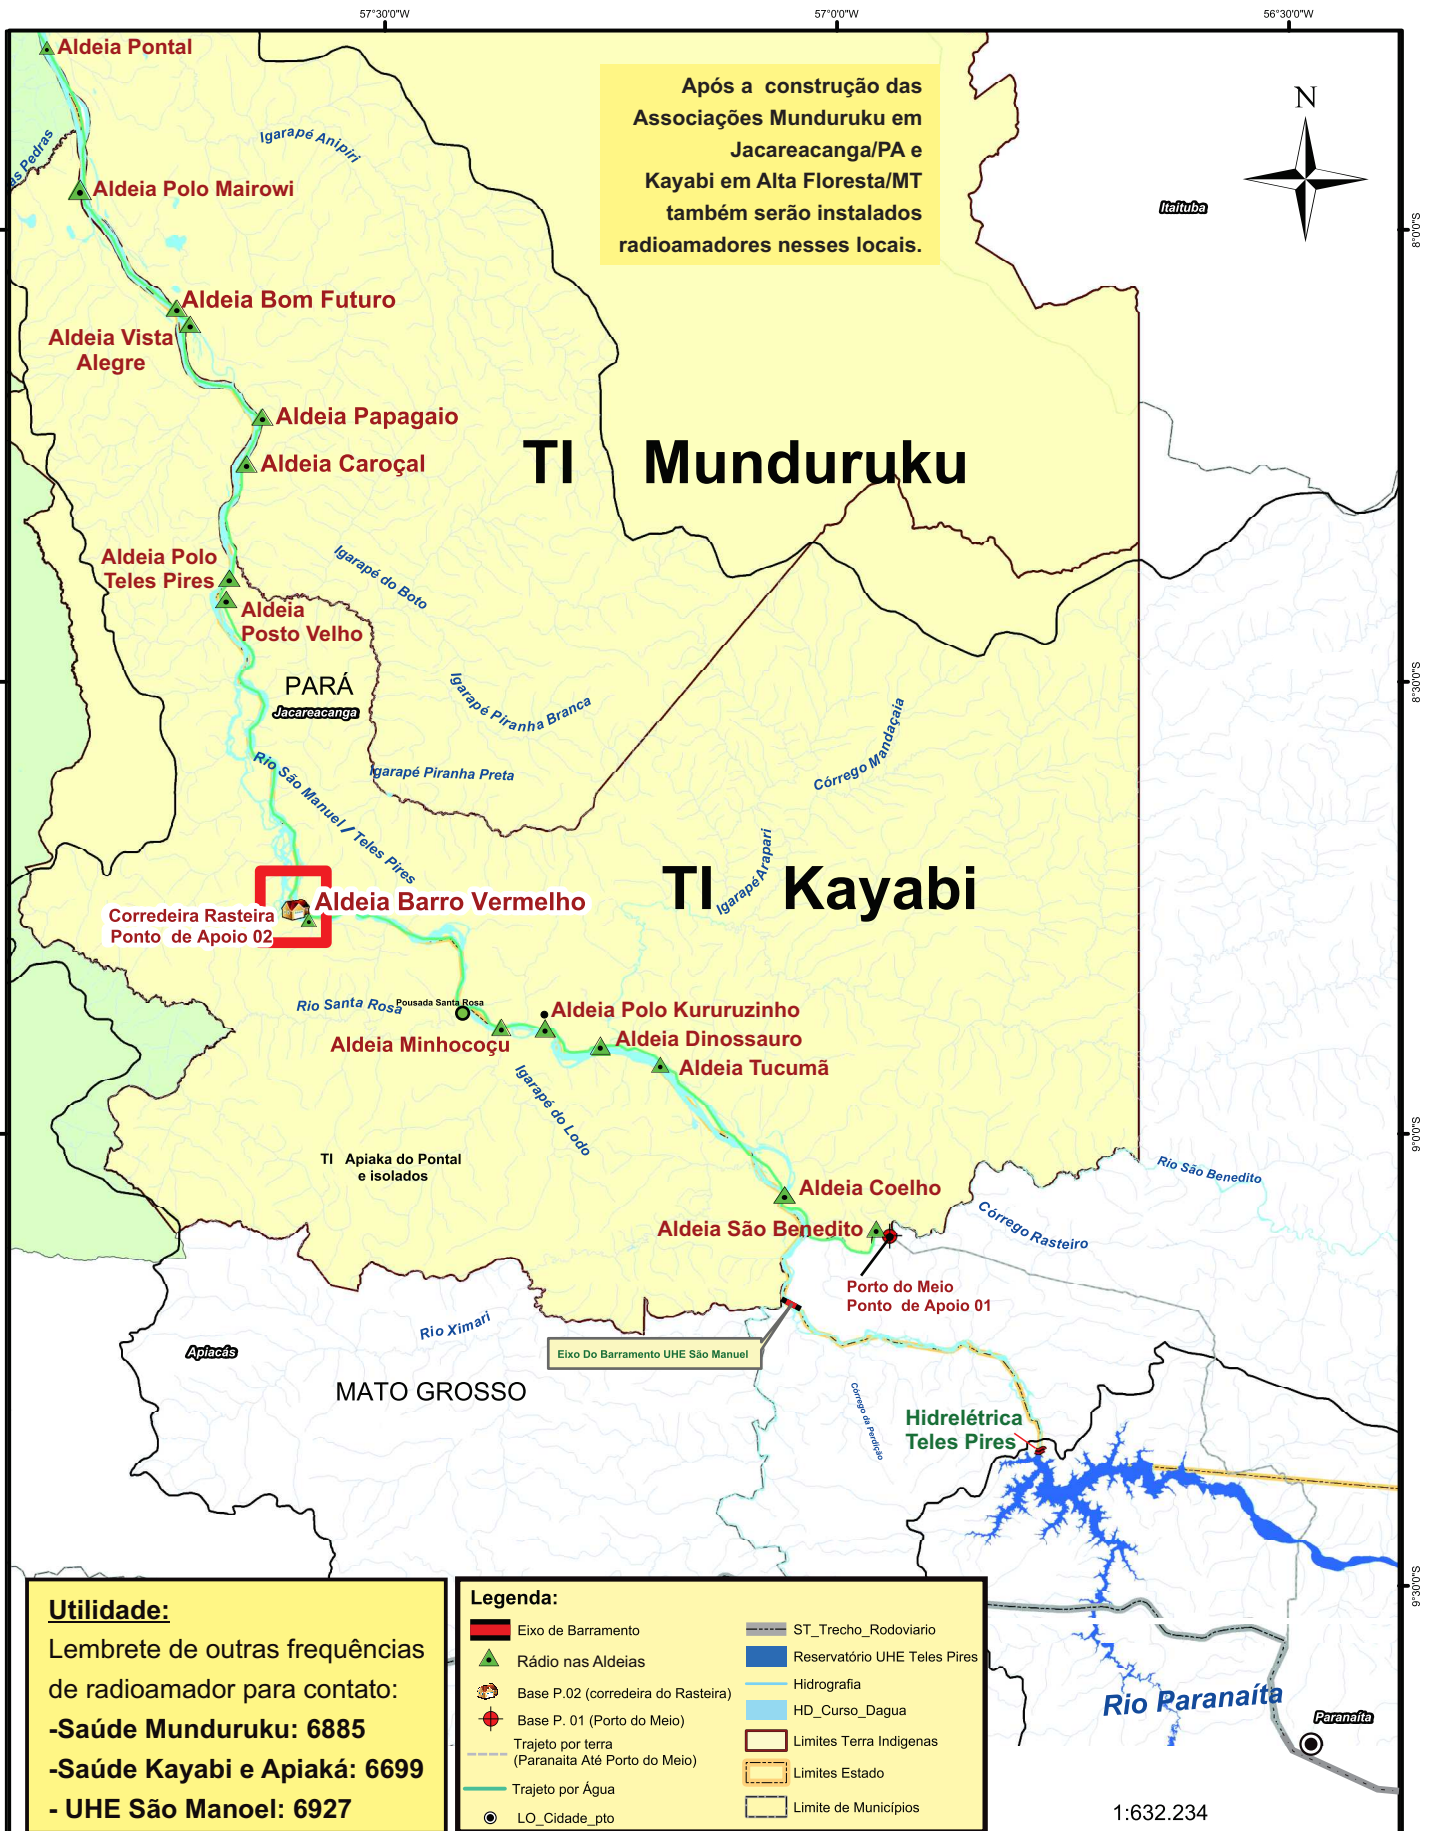 57°30'0"W
57°0'0"W
56°30'0"W
Aldeia Pontal
Após a construção das
Associações Munduruku em
Jacareacanga/PA e
Kayabi em Alta Floresta/MT
também serão instalados
radioamadores nesses locais.
N
Igarapé Anipiri
as Pedras
Aldeia Polo Mairowi
Itaituba
8°0'0"S
Aldeia Bom Futuro
Aldeia Vista
Alegre
Aldeia Papagaio
Aldeia Caroçal
TI Munduruku
Aldeia Polo
Teles Pires
Igarapé do Boto
Aldeia
Posto Velho
PARÁ
Jacareacanga
8°30'0"S
Igarapé Piranha Branca
Córrego Mandaçaia
Rio São Manuel / Teles Pires
Igarapé Piranha Preta
Igarapé Arapari
TI Kayabi
Aldeia Barro Vermelho
Corredeira Rasteira
Ponto de Apoio 02
Rio Santa Rosa
Pousada Santa Rosa
Aldeia Polo Kururuzinho
Aldeia Minhocoçu
Aldeia Dinossauro
Aldeia Tucumã
Igarapé do Lodo
9°0'0"S
TI Apiaka do Pontal
e isolados
Rio São Benedito
Aldeia Coelho
Aldeia São Benedito
Córrego Rasteiro
Porto do Meio
Ponto de Apoio 01
Rio Ximari
Apiacás
Eixo Do Barramento UHE São Manuel
MATO GROSSO
Córrego da Perdição
Hidrelétrica
Teles Pires
9°30'0"S
Utilidade:
Lembrete de outras frequências
de radioamador para contato:
-Saúde Munduruku: 6885
-Saúde Kayabi e Apiaká: 6699
- UHE São Manoel: 6927
Legenda:
Eixo de Barramento
Rádio nas Aldeias
Base P.02 (corredeira do Rasteira)
Base P. 01 (Porto do Meio)
Trajeto por terra
(Paranaita Até Porto do Meio)
Trajeto por Água
LO_Cidade_pto
ST_Trecho_Rodoviario
Reservatório UHE Teles Pires
Hidrografia
HD_Curso_Dagua
Limites Terra Indigenas
Limites Estado
Limite de Municípios
Rio Paranaíta
Paranaíta
1:632.234